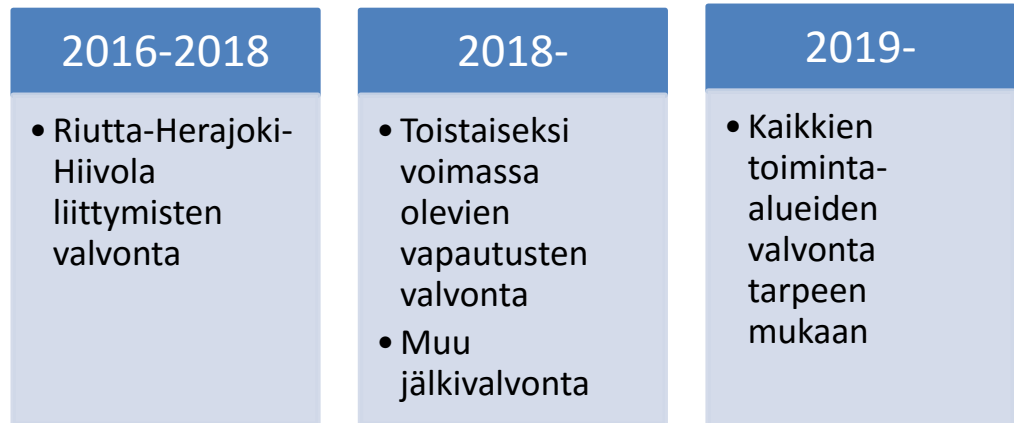 2016-2018
• Riutta-Herajoki-
Hiivola
liittymisten
valvonta
2018-
• Toistaiseksi
voimassa
olevien
vapautusten
valvonta
• Muu
jälkivalvonta
2019-
• Kaikkien
toiminta-
alueiden
valvonta
tarpeen
mukaan